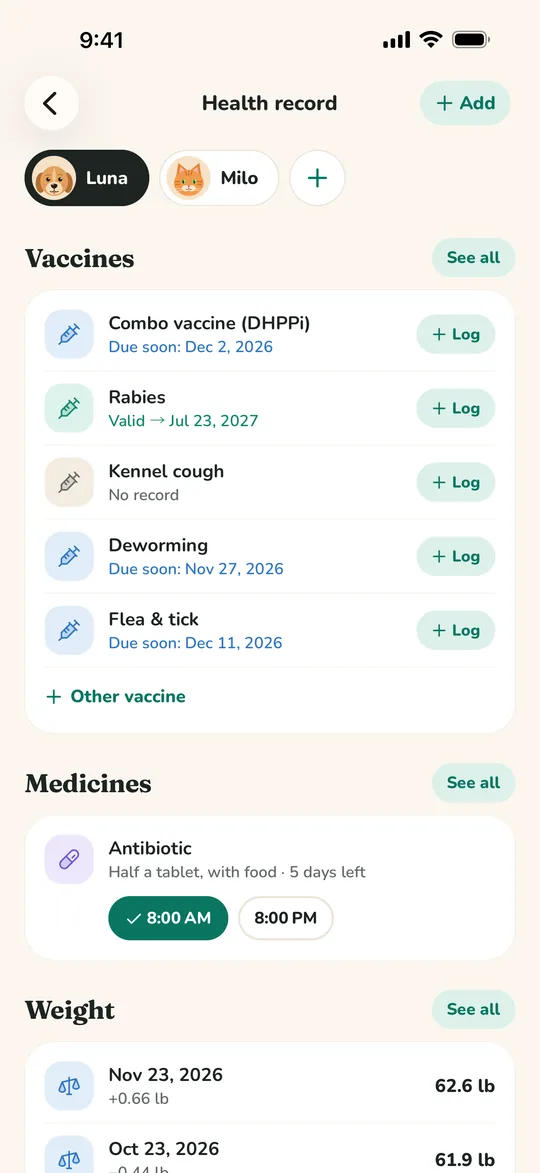 9:41
Health record
+ Add
Luna
Milo
+
Vaccines
See all
Combo vaccine (DHPPi)
Due soon: Dec 2, 2026
+ Log
Rabies
Valid → Jul 23, 2027
+ Log
Kennel cough
No record
+ Log
Deworming
Due soon: Nov 27, 2026
+ Log
Flea & tick
Due soon: Dec 11, 2026
+ Log
+ Other vaccine
Medicines
See all
Antibiotic
Half a tablet, with food · 5 days left
✓ 8:00 AM
8:00 PM
Weight
See all
Nov 23, 2026
+0.66 lb
62.6 lb
Oct 23, 2026
−0.44 lb
61.9 lb